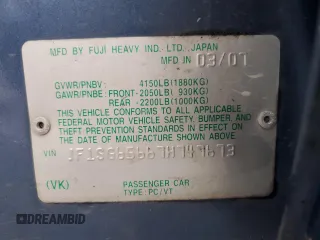 MFD BY FUJI HEAVY IND. LTD. JAPAN
MFD IN 03/07
GVWR/PNBV: 4150LB(1880KG)
GAWR/PNBE: FRONT-2050LB( 930KG)
REAR -2200LB(1000KG)
THIS VEHICLE CONFORMS TO ALL APPLICABLE
FEDERAL MOTOR VEHICLE SAFETY, BUMPER, AND
THEFT PREVENTION STANDARDS IN EFFECT ON THE
DATE OF MANUFACTURE SHOWN ABOVE.
VIN
(VK)
PASSENGER CAR
TYPE: PC/VT
DREAMBID